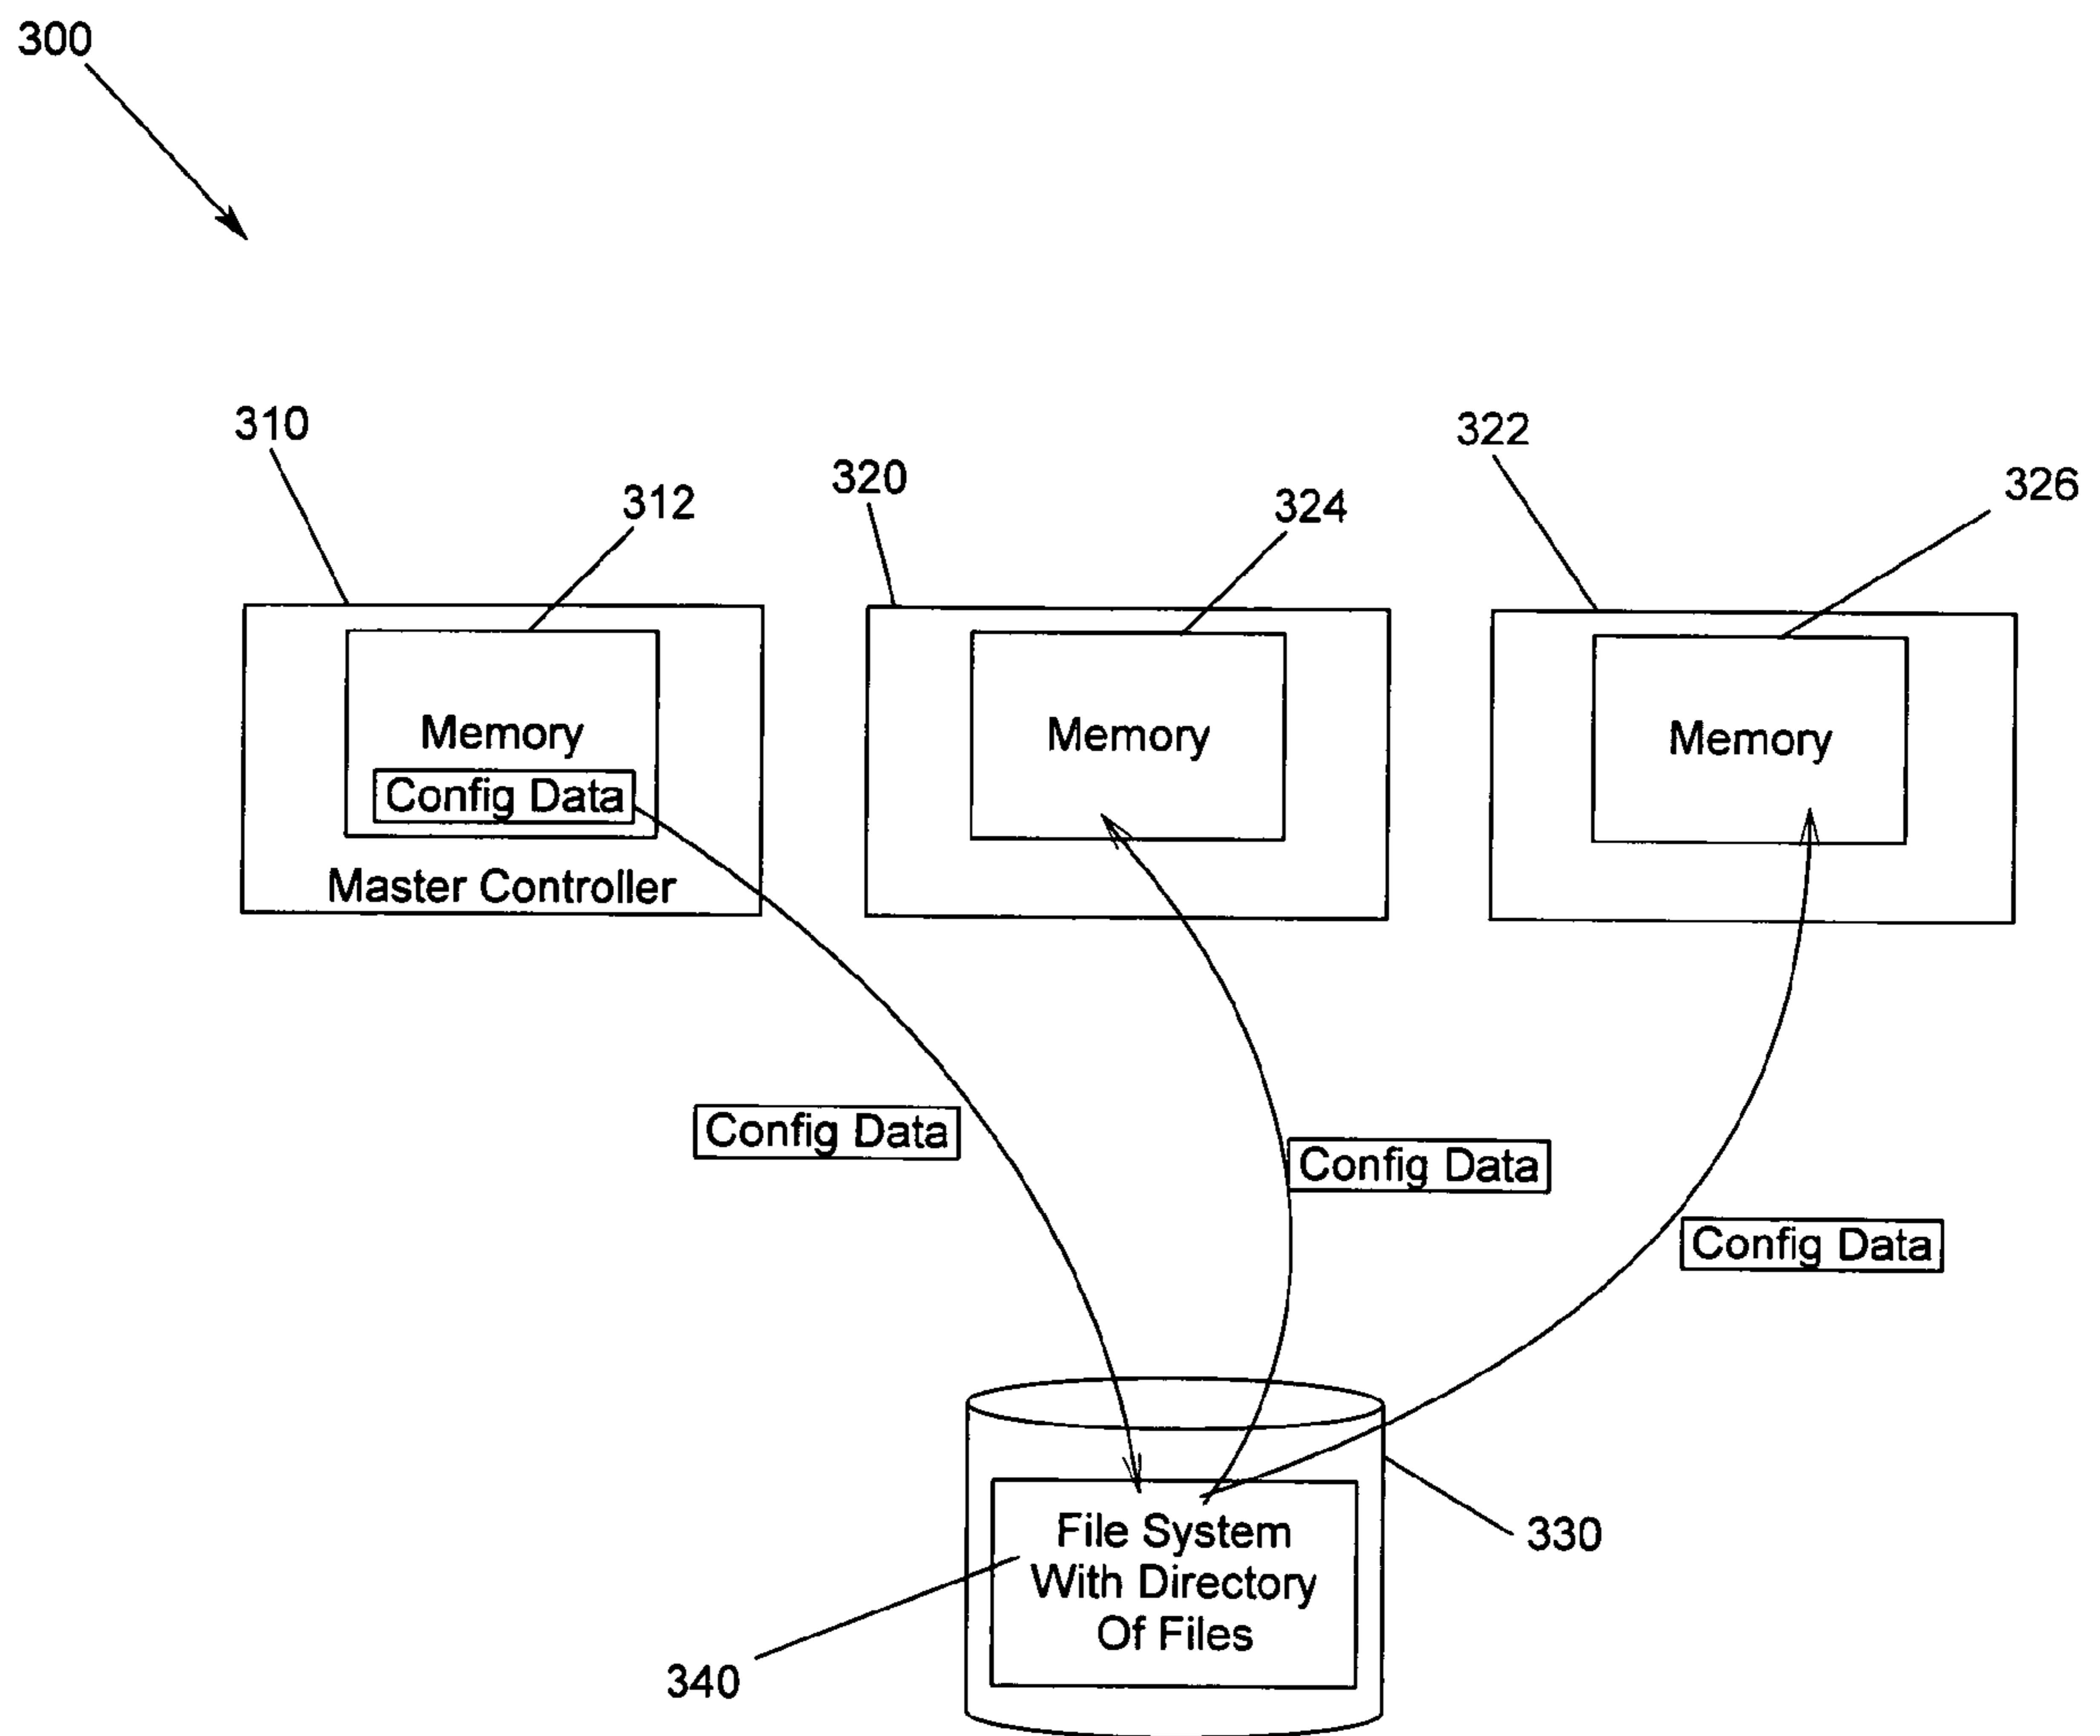 300
310
312
320
324
322
326
Memory
Config Data
Master Controller
Memory
Memory
Config Data
Config Data
Config Data
File System
With Directory
Of Files
330
340